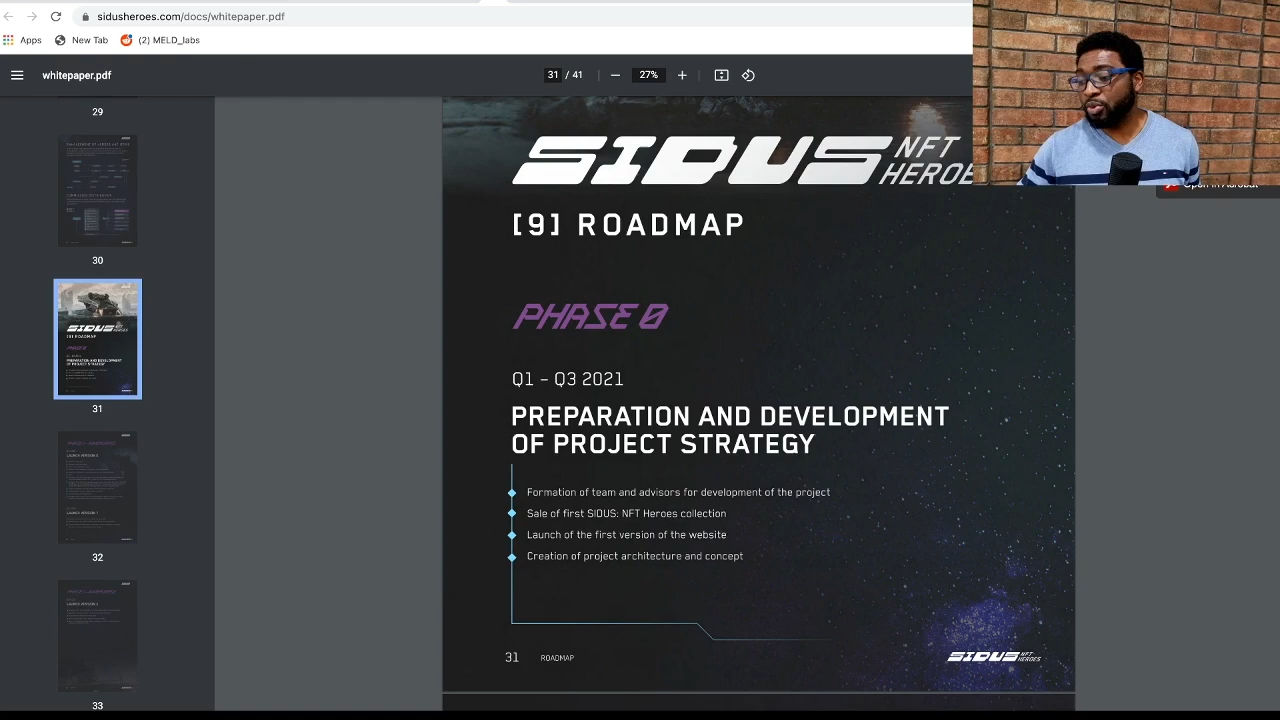 sidusheroes.com/docs/whitepaper.pdf
Apps
New Tab
(2) MELD_labs
whitepaper.pdf
31 / 41
27%
29
30
31
32
33
SIDUS NFT
HEROES
[9] ROADMAP
PHASE 0
Q1 – Q3 2021
PREPARATION AND DEVELOPMENT
OF PROJECT STRATEGY
Formation of team and advisors for development of the project
Sale of first SIDUS: NFT Heroes collection
Launch of the first version of the website
Creation of project architecture and concept
31 ROADMAP
SIDUS NFT
HEROES
Open in Acrobat